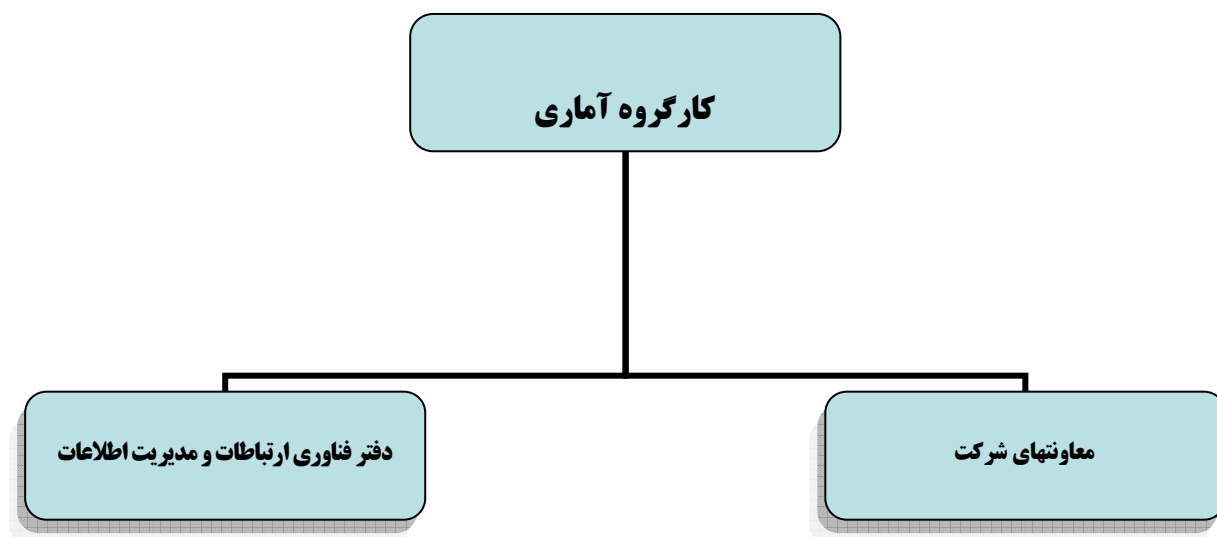 کارگروه آماری
معاونتهای شرکت
دفتر فناوری ارتباطات و مدیریت اطلاعات